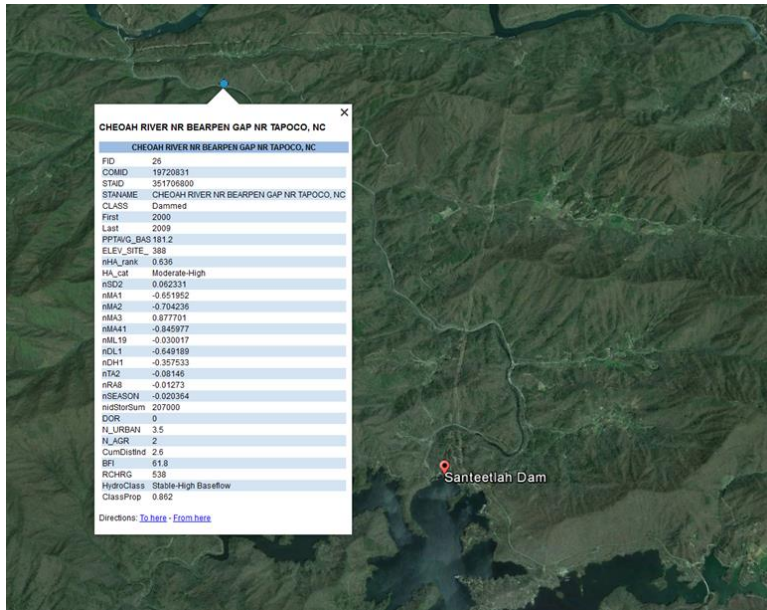 CHEOAH RIVER NR BEARPEN GAP NR TAPOCO, NC
CHEOAH RIVER NR BEARPEN GAP NR TAPOCO, NC
FID 26
COMID 19720831
STAID 351706800
STANAME CHEOAH RIVER NR BEARPEN GAP NR TAPOCO, NC
CLASS Dammed
First 2000
Last 2009
PPTAVG_BAS 181.2
ELEV_SITE_ 388
nHA_rank 0.636
HA_cat Moderate-High
nSD2 0.062331
nMA1 -0.651952
nMA2 -0.704236
nMA3 0.877701
nMA41 -0.845977
nML19 -0.030017
nDL1 -0.649189
nDH1 -0.357533
nTA2 -0.08146
nRA8 -0.01273
nSEASON -0.020364
nidStorSum 207000
DOR 0
N_URBAN 3.5
N_AGR 2
CumDistInd 2.6
BFI 61.8
RCHRG 538
HydroClass Stable-High Baseflow
ClassProp 0.862
Directions: To here - From here
Santeetlah Dam